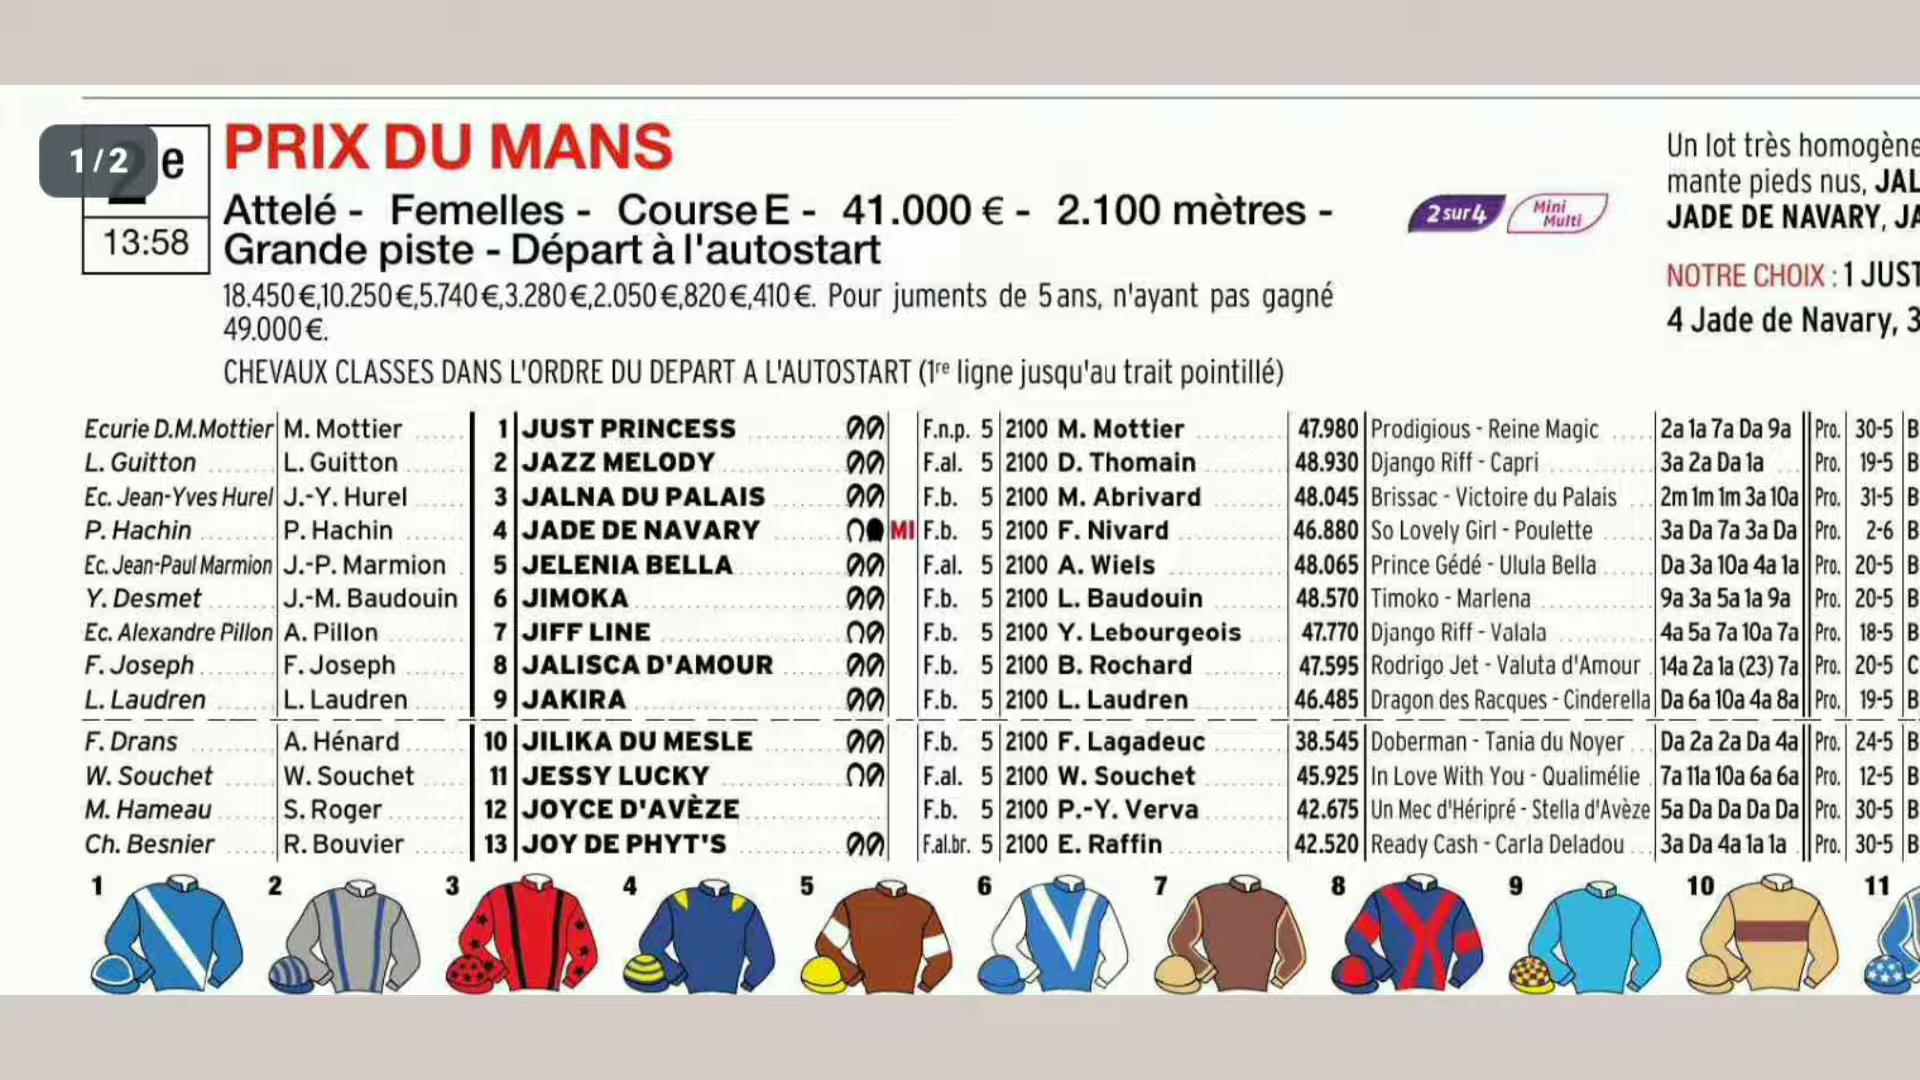 1/2
2e
13:58
PRIX DU MANS
Attelé - Femelles - Course E - 41.000 € - 2.100 mètres -
Grande piste - Départ à l'autostart
2 sur 4
Mini
Multi
18.450 €,10.250 €,5.740 €,3.280 €,2.050 €,820 €,410 €. Pour juments de 5 ans, n'ayant pas gagné
49.000 €.
CHEVAUX CLASSES DANS L'ORDRE DU DEPART A L'AUTOSTART (1re ligne jusqu'au trait pointillé)
Un lot très homogène
mante pieds nus, JAL
JADE DE NAVARY, JA
NOTRE CHOIX : 1 JUST
4 Jade de Navary, 3
Ecurie D.M.Mottier M. Mottier 1 JUST PRINCESS F.n.p. 5 2100 M. Mottier 47.980 Prodigious - Reine Magic 2a 1a 7a Da 9a Pro. 30-5 B
L. Guitton L. Guitton 2 JAZZ MELODY F.al. 5 2100 D. Thomain 48.930 Django Riff - Capri 3a 2a Da 1a Pro. 19-5 B
Ec. Jean-Yves Hurel J.-Y. Hurel 3 JALNA DU PALAIS F.b. 5 2100 M. Abrivard 48.045 Brissac - Victoire du Palais 2m 1m 1m 3a 10a Pro. 31-5 B
P. Hachin P. Hachin 4 JADE DE NAVARY MI F.b. 5 2100 F. Nivard 46.880 So Lovely Girl - Poulette 3a Da 7a 3a Da Pro. 2-6 B
Ec. Jean-Paul Marmion J.-P. Marmion 5 JELENIA BELLA F.al. 5 2100 A. Wiels 48.065 Prince Gédé - Ulula Bella Da 3a 10a 4a 1a Pro. 20-5 B
Y. Desmet J.-M. Baudouin 6 JIMOKA F.b. 5 2100 L. Baudouin 48.570 Timoko - Marlena 9a 3a 5a 1a 9a Pro. 20-5 B
Ec. Alexandre Pillon A. Pillon 7 JIFF LINE F.b. 5 2100 Y. Lebourgeois 47.770 Django Riff - Valala 4a 5a 7a 10a 7a Pro. 18-5 B
F. Joseph F. Joseph 8 JALISCA D'AMOUR F.b. 5 2100 B. Rochard 47.595 Rodrigo Jet - Valuta d'Amour 14a 2a 1a (23) 7a Pro. 20-5 C
L. Laudren L. Laudren 9 JAKIRA F.b. 5 2100 L. Laudren 46.485 Dragon des Racques - Cinderella Da 6a 10a 4a 8a Pro. 19-5 B
F. Drans A. Hénard 10 JILIKA DU MESLE F.b. 5 2100 F. Lagadeuc 38.545 Doberman - Tania du Noyer Da 2a 2a Da 4a Pro. 24-5 B
W. Souchet W. Souchet 11 JESSY LUCKY F.al. 5 2100 W. Souchet 45.925 In Love With You - Qualimélie 7a 11a 10a 6a 6a Pro. 12-5 B
M. Hameau S. Roger 12 JOYCE D'AVÈZE F.b. 5 2100 P.-Y. Verva 42.675 Un Mec d'Héripré - Stella d'Avèze 5a Da Da Da Da Pro. 30-5 B
Ch. Besnier R. Bouvier 13 JOY DE PHYT'S F.al.br. 5 2100 E. Raffin 42.520 Ready Cash - Carla Deladou 3a Da 4a 1a 1a Pro. 30-5 B
1 2 3 4 5 6 7 8 9 10 11